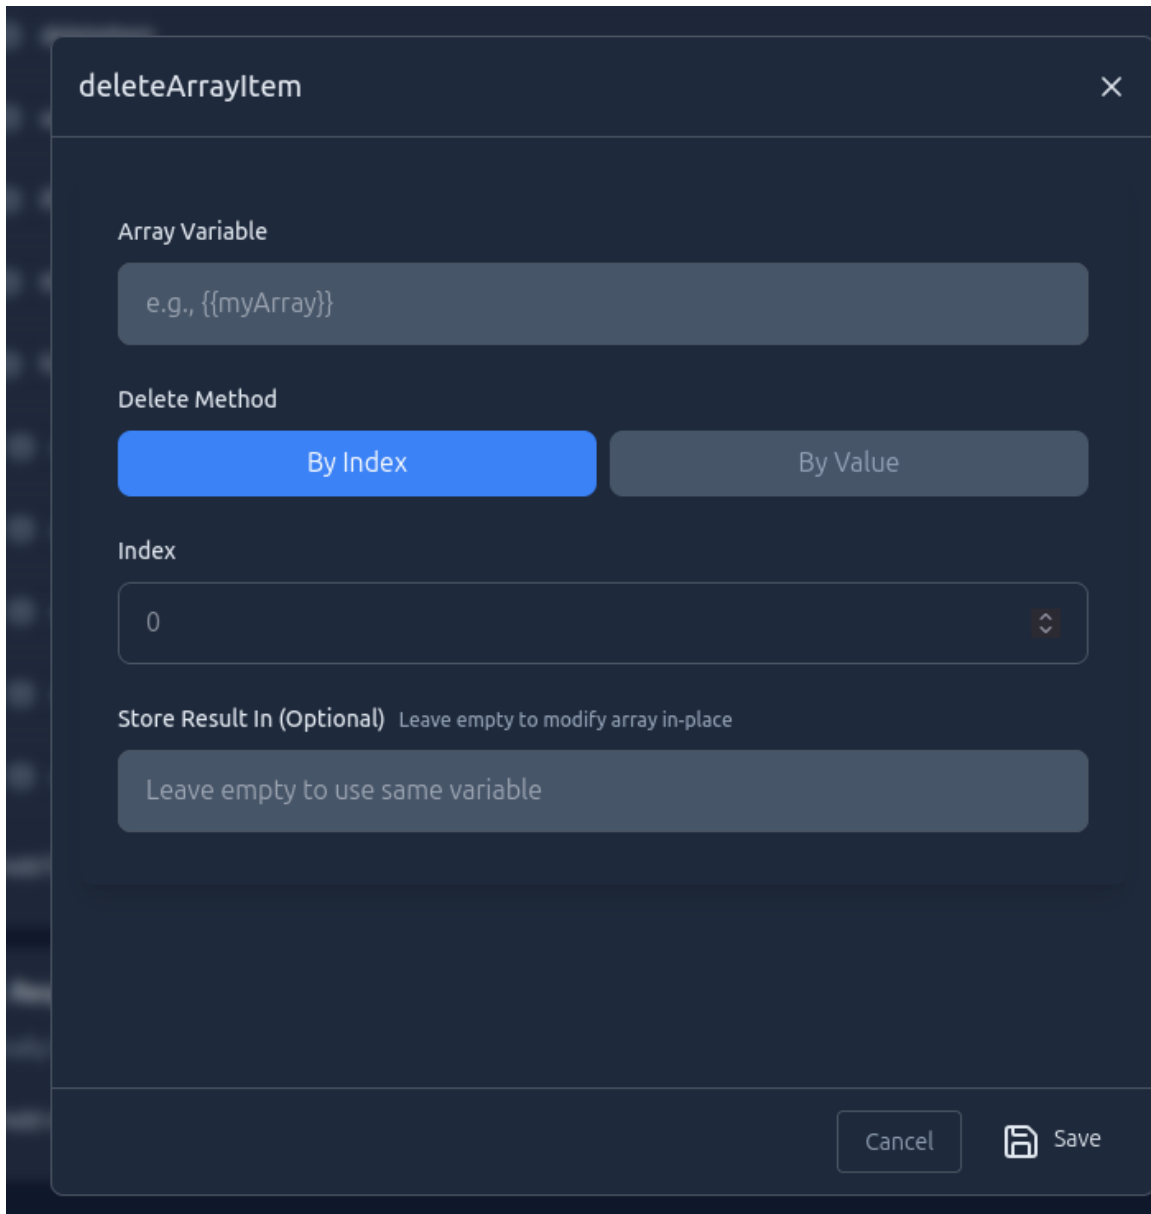 deleteArrayItem
Array Variable
e.g., {{myArray}}
Delete Method
By Index
By Value
Index
0
Store Result In (Optional) Leave empty to modify array in-place
Leave empty to use same variable
Cancel
Save